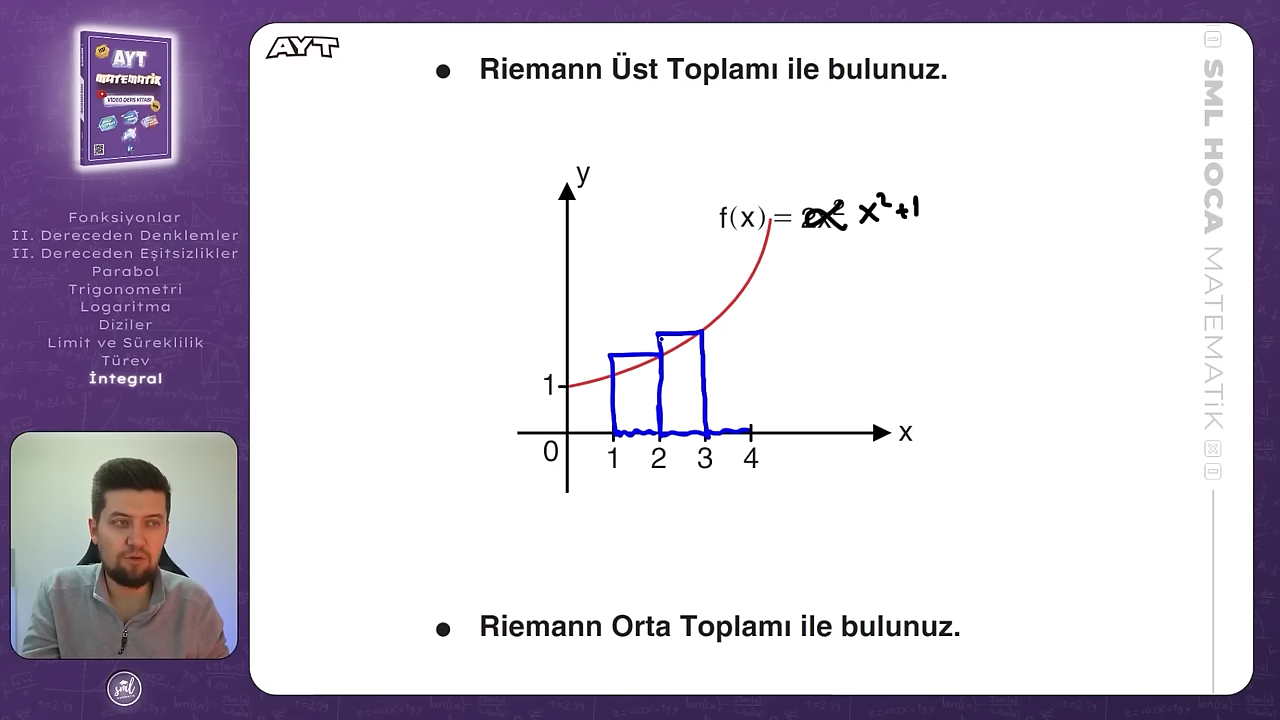 AYT
MATEMATİK
VİDEO DERS KİTABI
Fonksiyonlar
II. Dereceden Denklemler
II. Dereceden Eşitsizlikler
Parabol
Trigonometri
Logaritma
Diziler
Limit ve Süreklilik
Türev
İntegral
sml
AYT
• Riemann Üst Toplamı ile bulunuz.
y
f(x) = x²+1
1
0 1 2 3 4 x
• Riemann Orta Toplamı ile bulunuz.
SML HOCA MATEMATİK